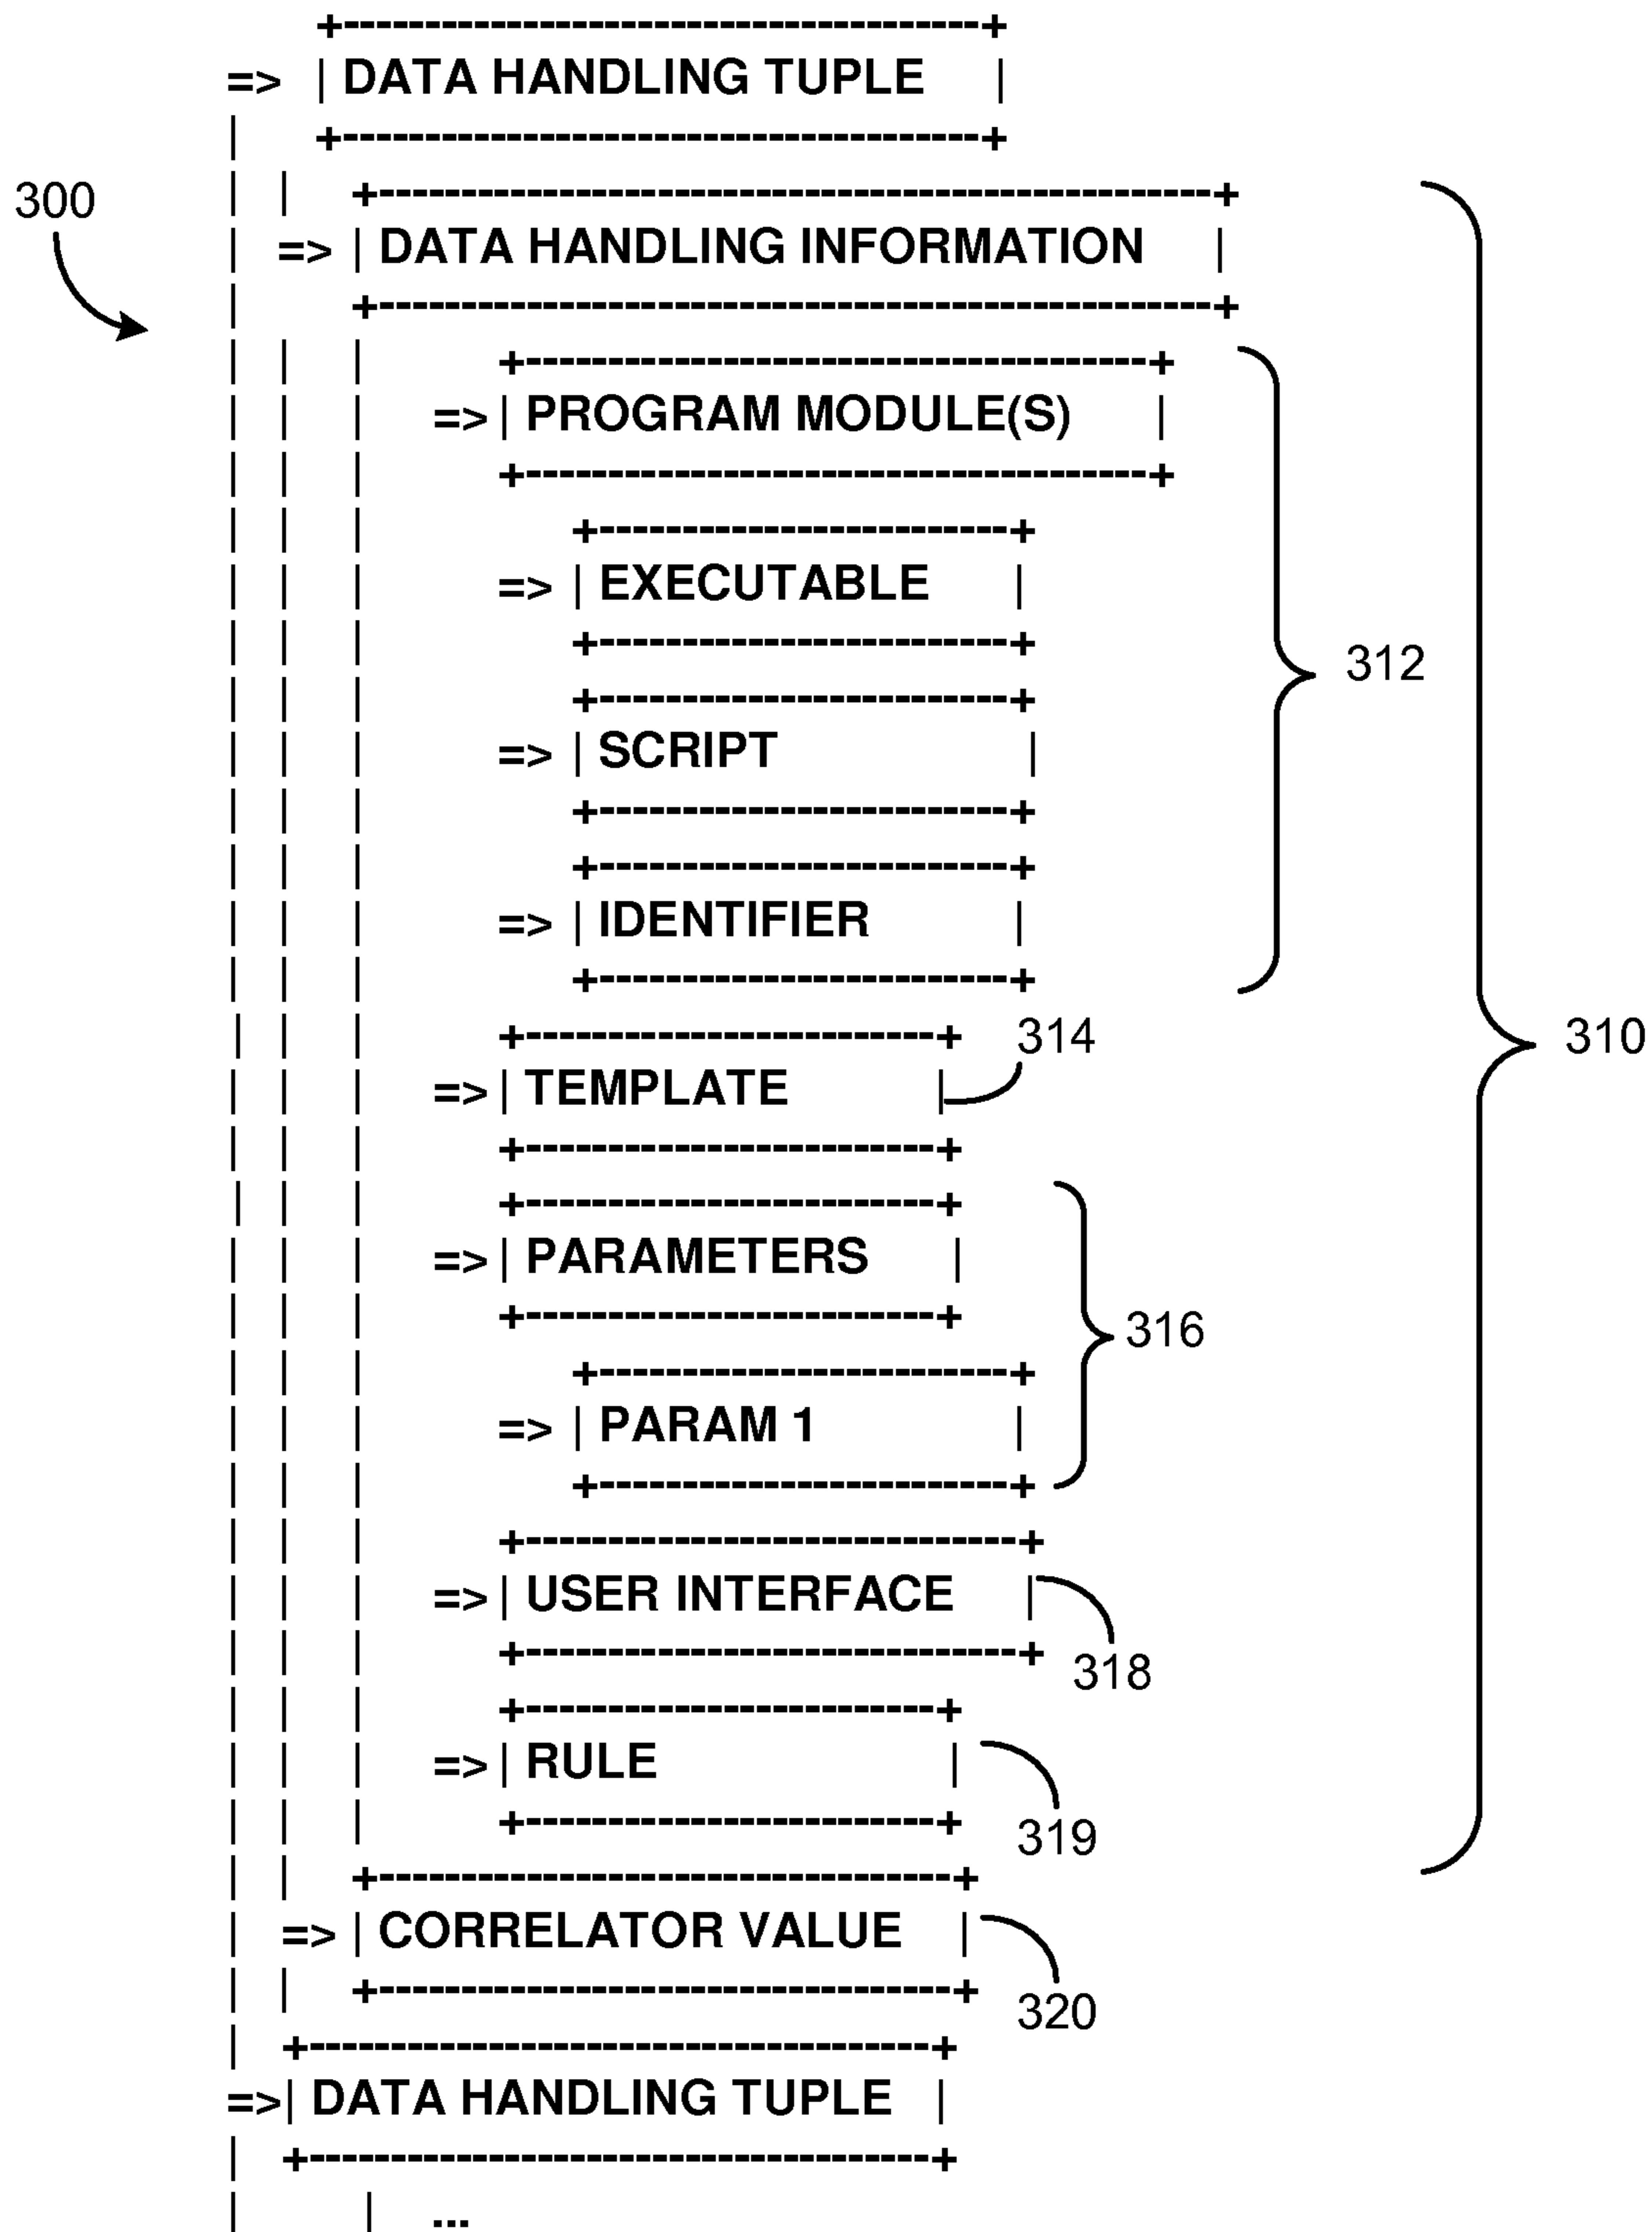 => | DATA HANDLING TUPLE |
300
=> | DATA HANDLING INFORMATION |
=> | PROGRAM MODULE(S) |
=> | EXECUTABLE |
312
=> | SCRIPT |
=> | IDENTIFIER |
314
310
=> | TEMPLATE |
=> | PARAMETERS |
316
=> | PARAM 1 |
=> | USER INTERFACE |
318
=> | RULE |
319
=> | CORRELATOR VALUE |
320
=> | DATA HANDLING TUPLE |
...